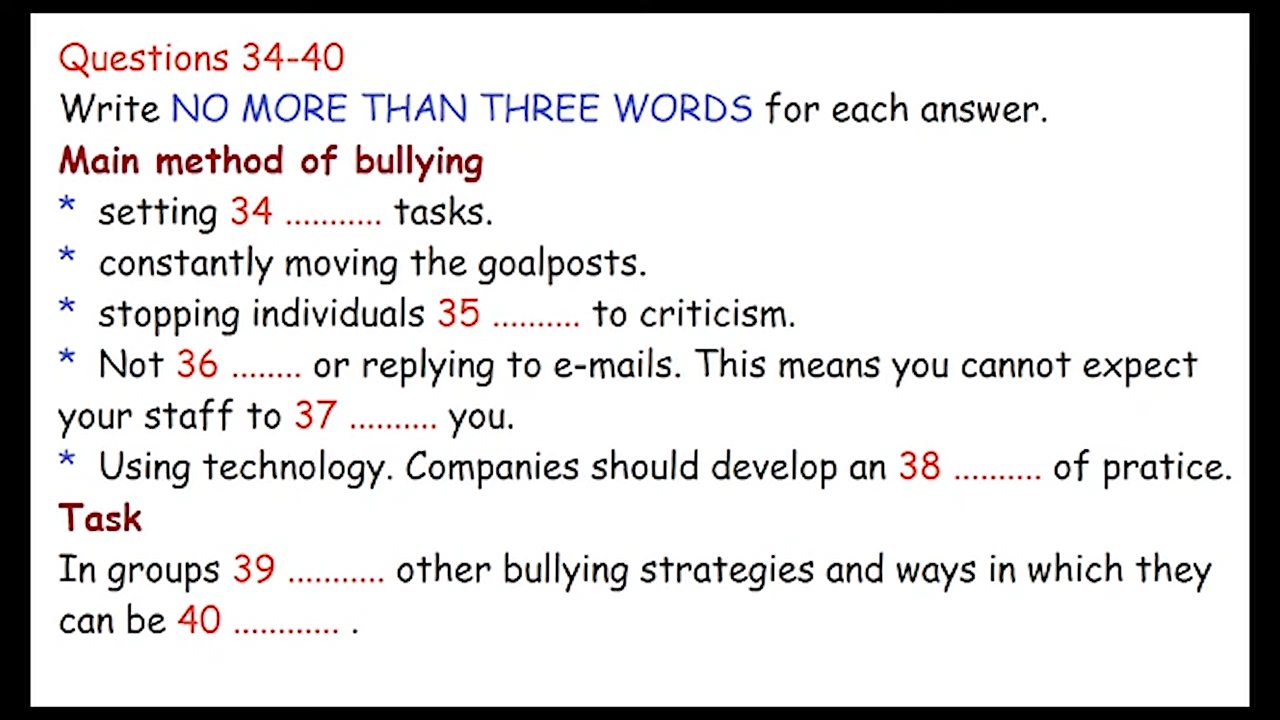 Questions 34-40
Write NO MORE THAN THREE WORDS for each answer.
Main method of bullying
* setting 34 ........... tasks.
* constantly moving the goalposts.
* stopping individuals 35 .......... to criticism.
* Not 36 ........ or replying to e-mails. This means you cannot expect
your staff to 37 .......... you.
* Using technology. Companies should develop an 38 .......... of pratice.
Task
In groups 39 ........... other bullying strategies and ways in which they
can be 40 ............ .